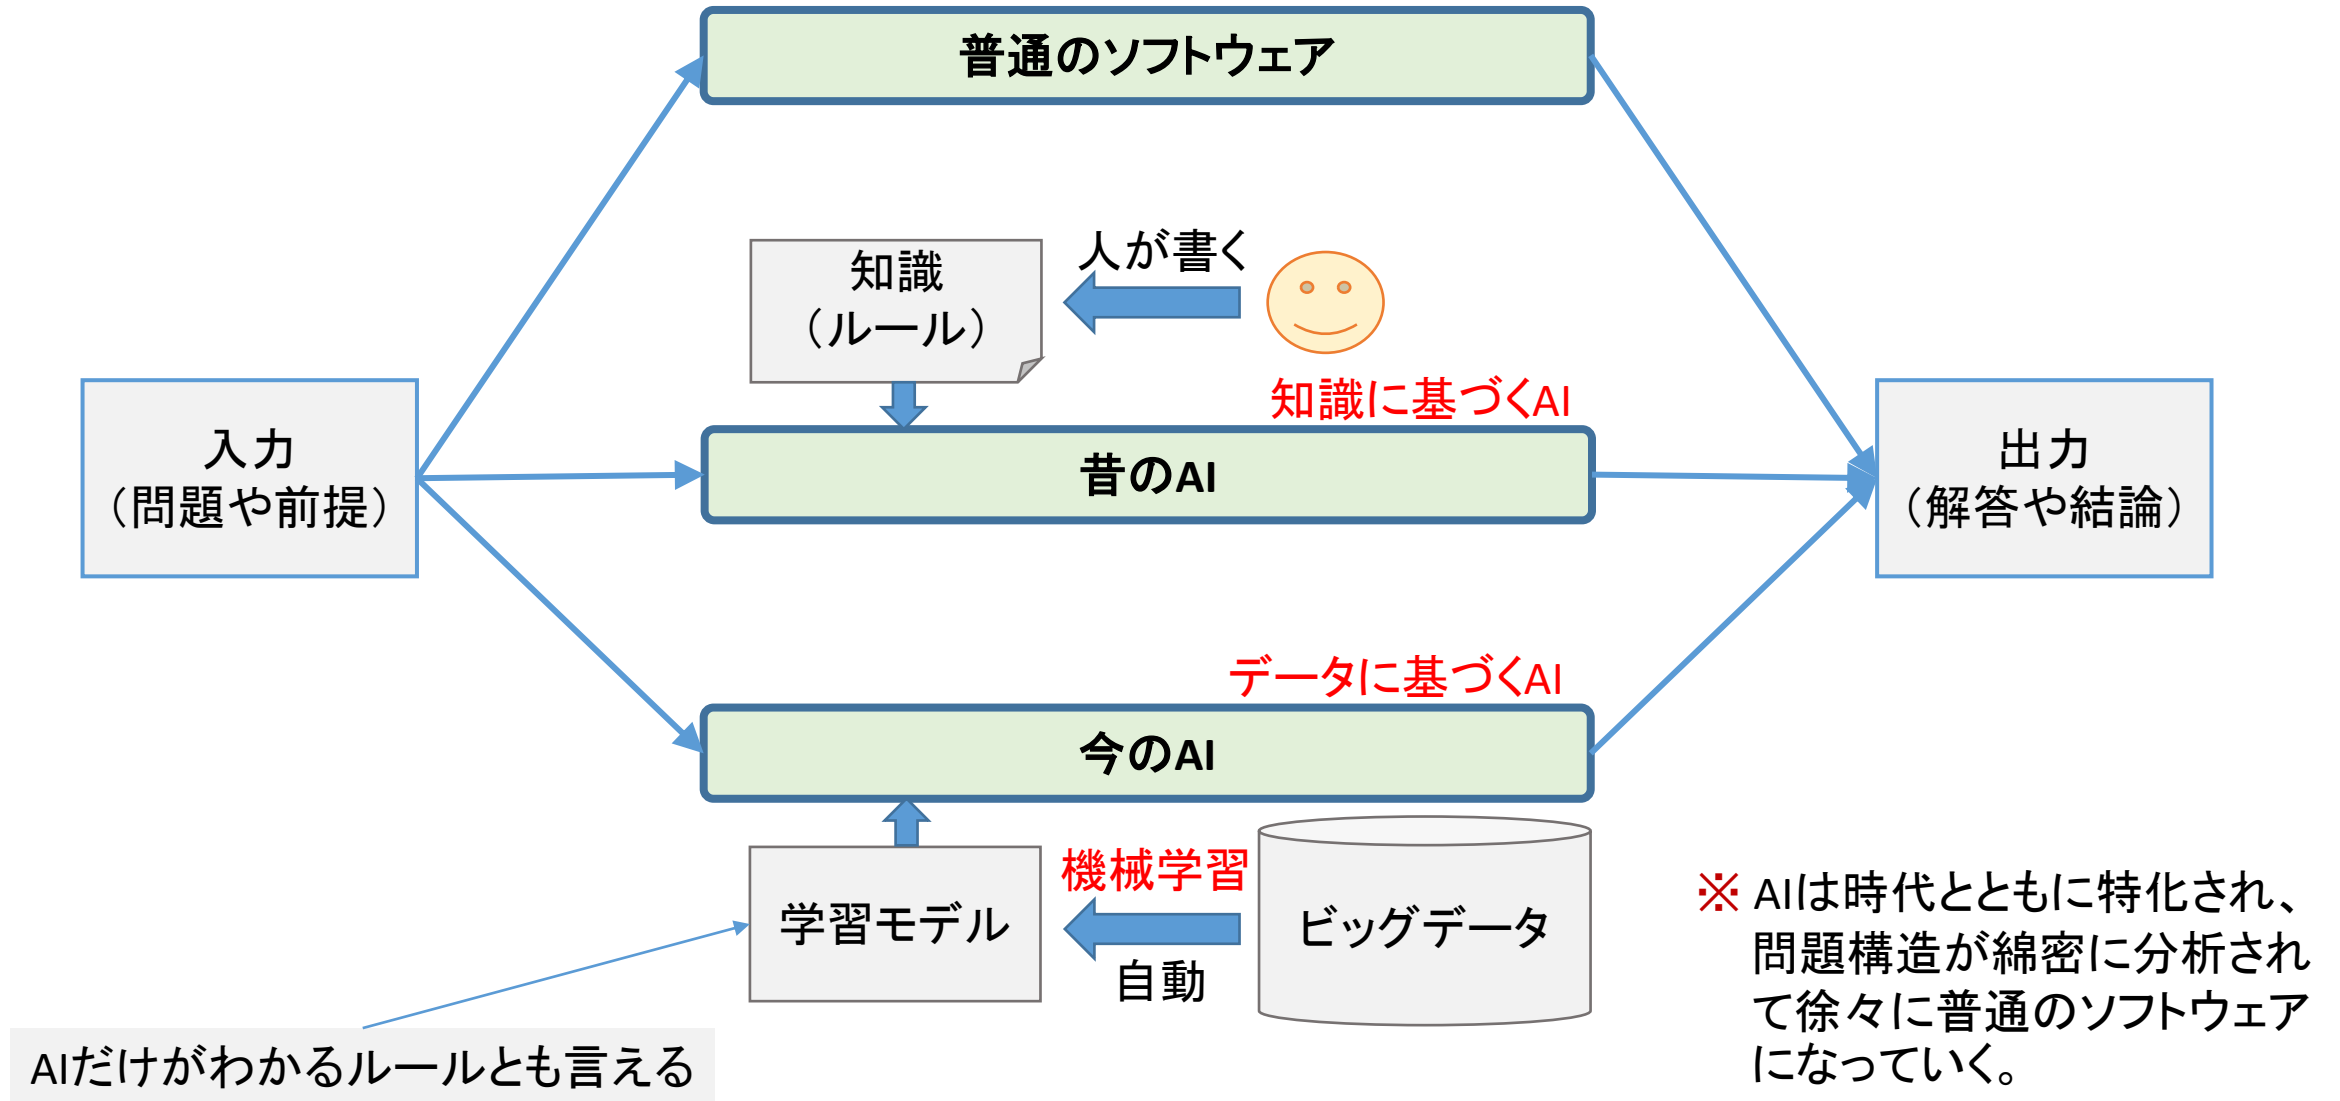 普通のソフトウェア
人が書く
知識
（ルール）
知識に基づくAI
入力
（問題や前提）
昔のAI
出力
（解答や結論）
データに基づくAI
今のAI
機械学習
学習モデル
自動
ビッグデータ
※ AIは時代とともに特化され、
問題構造が綿密に分析され
て徐々に普通のソフトウェア
になっていく。
AIだけがわかるルールとも言える